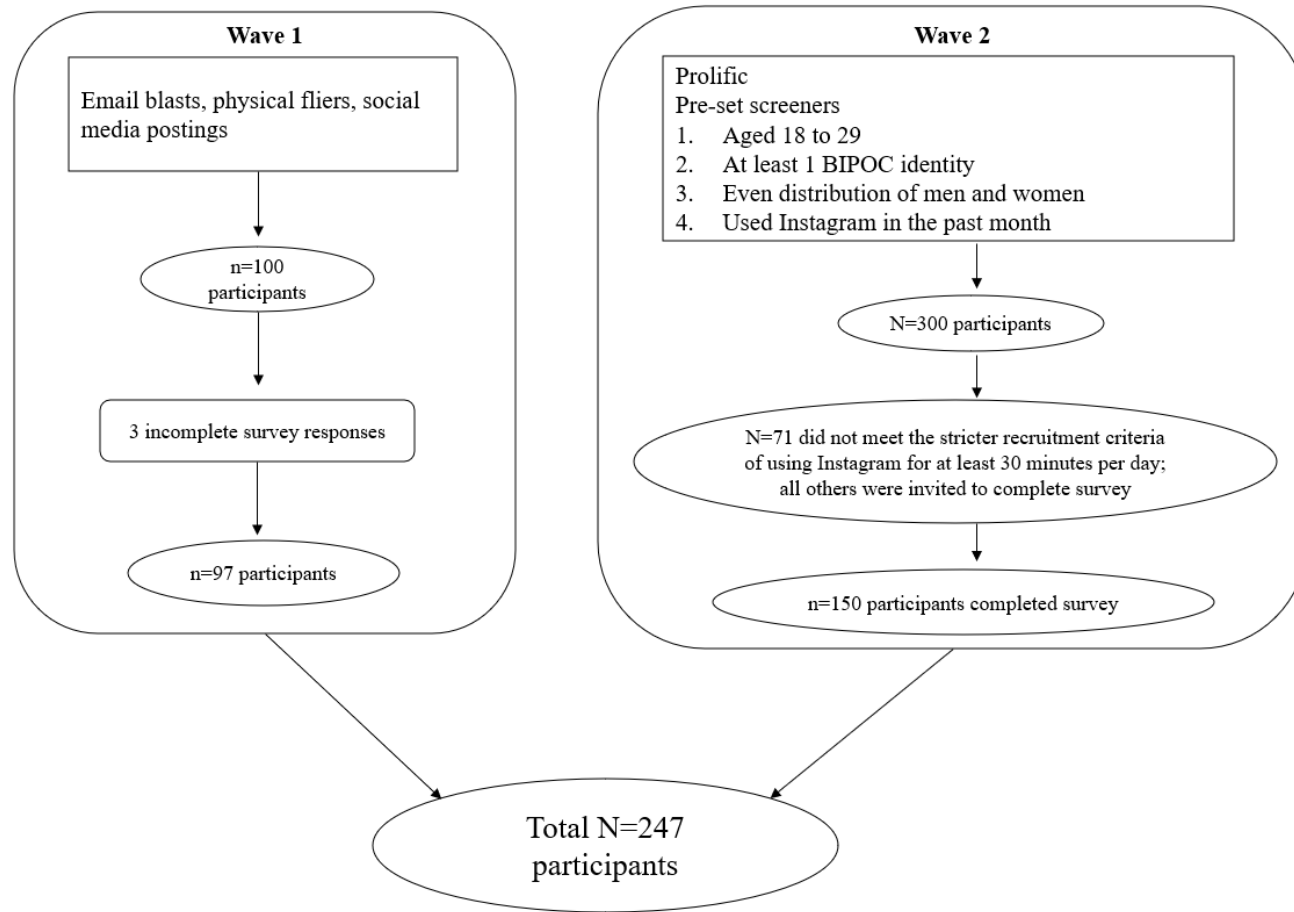 Wave 1
Email blasts, physical fliers, social
media postings
n=100
participants
3 incomplete survey responses
n=97 participants
Wave 2
Prolific
Pre-set screeners
1. Aged 18 to 29
2. At least 1 BIPOC identity
3. Even distribution of men and women
4. Used Instagram in the past month
N=300 participants
N=71 did not meet the stricter recruitment criteria
of using Instagram for at least 30 minutes per day;
all others were invited to complete survey
n=150 participants completed survey
Total N=247
participants